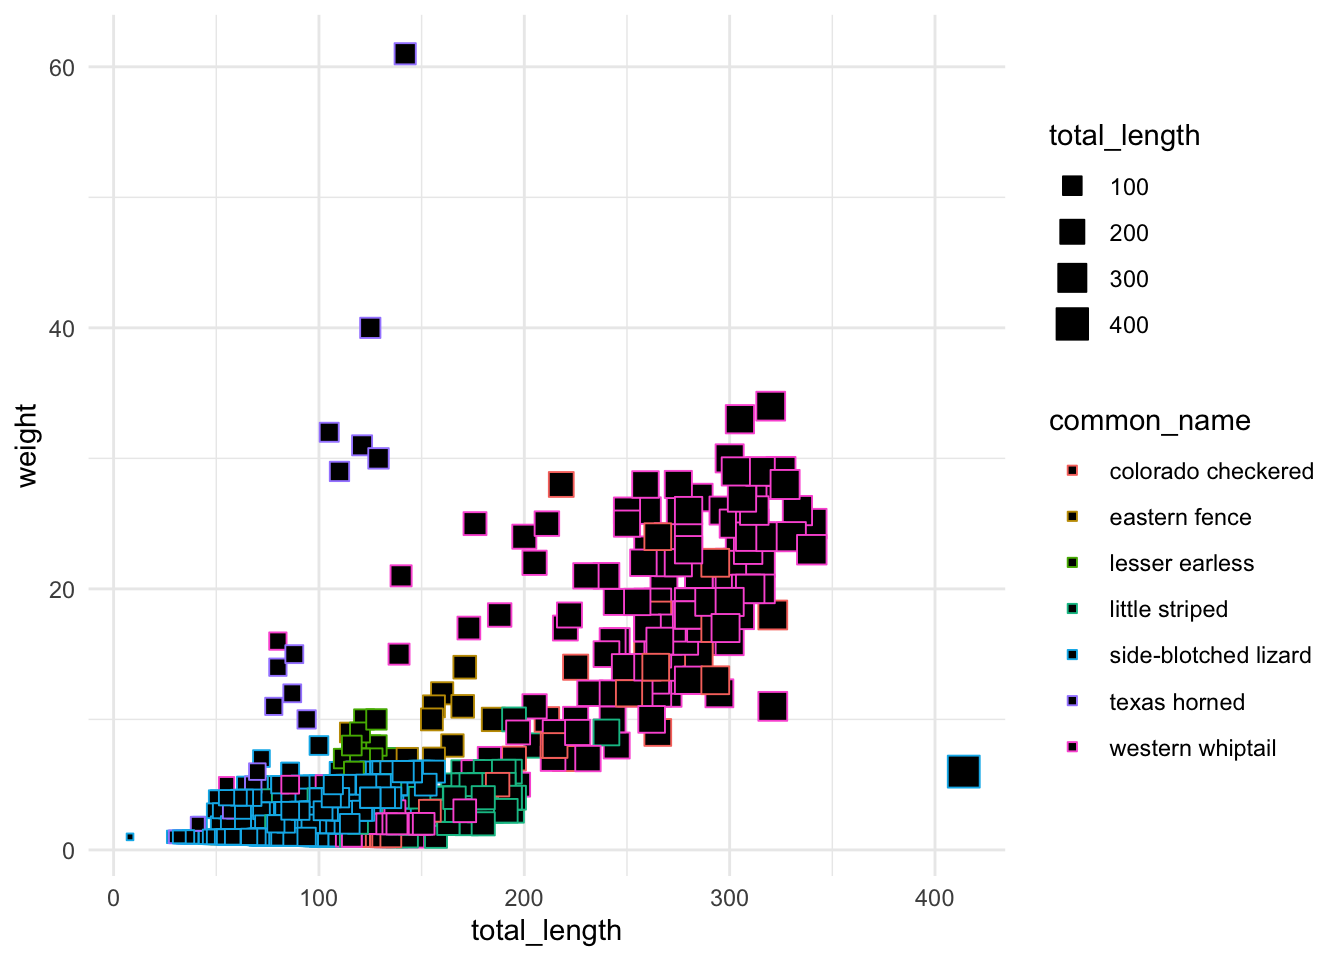 60
40
20
0
weight
0 100 200 300 400
total_length
total_length
100
200
300
400
common_name
colorado checkered
eastern fence
lesser earless
little striped
side-blotched lizard
texas horned
western whiptail